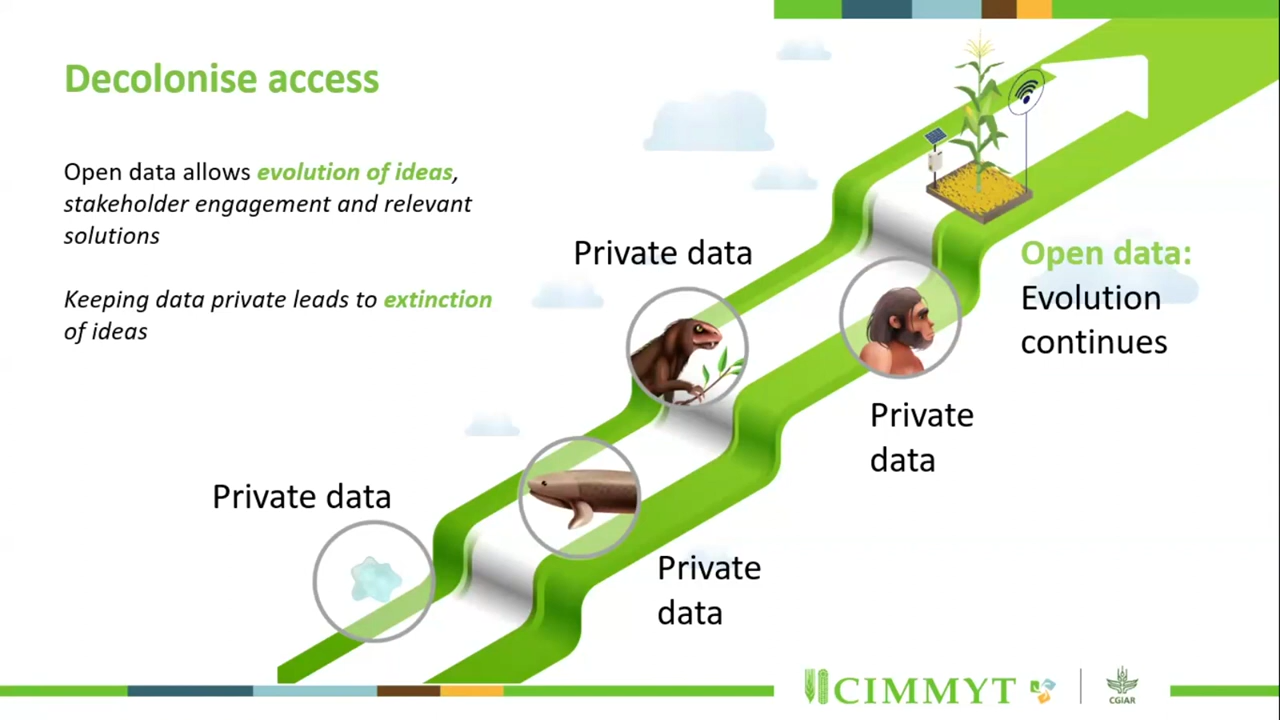 Decolonise access
Open data allows evolution of ideas,
stakeholder engagement and relevant
solutions
Keeping data private leads to extinction
of ideas
Private data
Private data
Private
data
Private
data
Open data:
Evolution
continues
CIMMYT
CGIAR